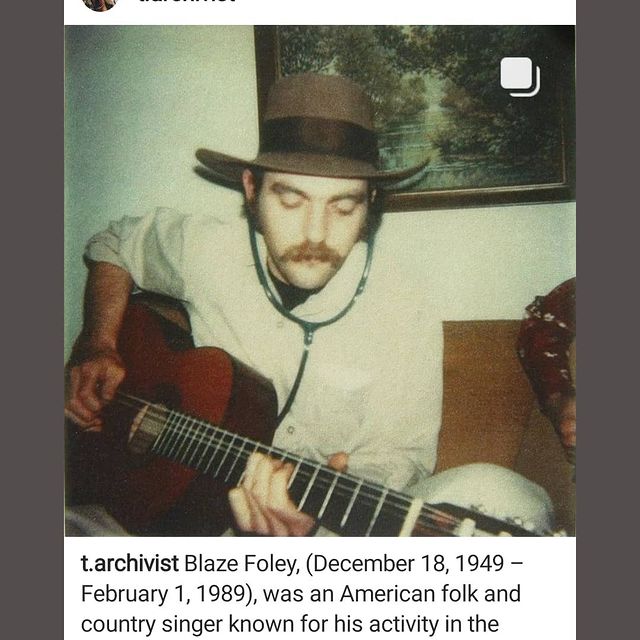 t.archivist Blaze Foley, (December 18, 1949 –
February 1, 1989), was an American folk and
country singer known for his activity in the